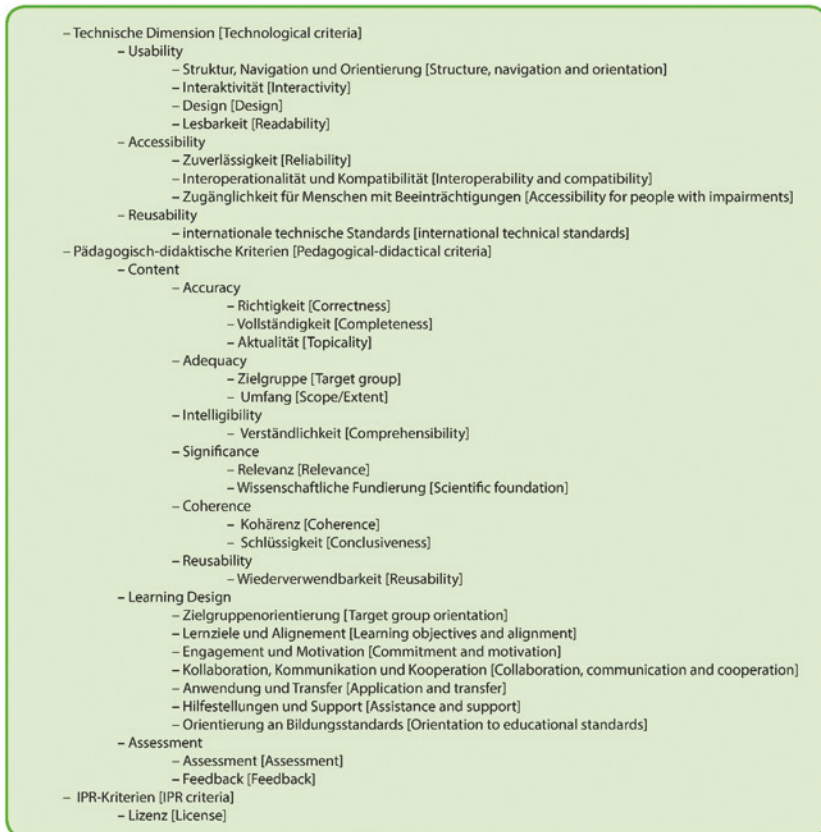 – Technische Dimension [Technological criteria]
– Usability
– Struktur, Navigation und Orientierung [Structure, navigation and orientation]
– Interaktivität [Interactivity]
– Design [Design]
– Lesbarkeit [Readability]
– Accessibility
– Zuverlässigkeit [Reliability]
– Interoperationalität und Kompatibilität [Interoperability and compatibility]
– Zugänglichkeit für Menschen mit Beeinträchtigungen [Accessibility for people with impairments]
– Reusability
– internationale technische Standards [international technical standards]
– Pädagogisch-didaktische Kriterien [Pedagogical-didactical criteria]
– Content
– Accuracy
– Richtigkeit [Correctness]
– Vollständigkeit [Completeness]
– Aktualität [Topicality]
– Adequacy
– Zielgruppe [Target group]
– Umfang [Scope/Extent]
– Intelligibility
– Verständlichkeit [Comprehensibility]
– Significance
– Relevanz [Relevance]
– Wissenschaftliche Fundierung [Scientific foundation]
– Coherence
– Kohärenz [Coherence]
– Schlüssigkeit [Conclusiveness]
– Reusability
– Wiederverwendbarkeit [Reusability]
– Learning Design
– Zielgruppenorientierung [Target group orientation]
– Lernziele und Alignement [Learning objectives and alignment]
– Engagement und Motivation [Commitment and motivation]
– Kollaboration, Kommunikation und Kooperation [Collaboration, communication and cooperation]
– Anwendung und Transfer [Application and transfer]
– Hilfestellungen und Support [Assistance and support]
– Orientierung an Bildungsstandards [Orientation to educational standards]
– Assessment
– Assessment [Assessment]
– Feedback [Feedback]
– IPR-Kriterien [IPR criteria]
– Lizenz [License]